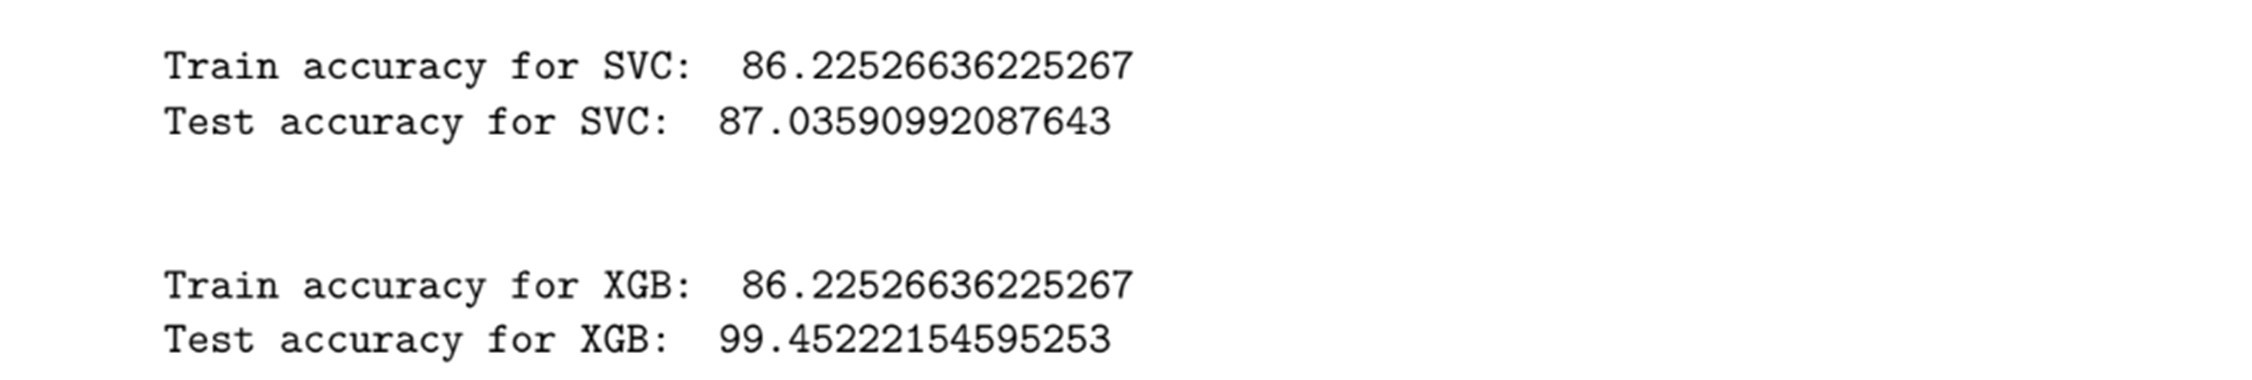 Train accuracy for SVC:  86.22526636225267
Test accuracy for SVC:  87.03590992087643
Train accuracy for XGB:  86.22526636225267
Test accuracy for XGB:  99.45222154595253